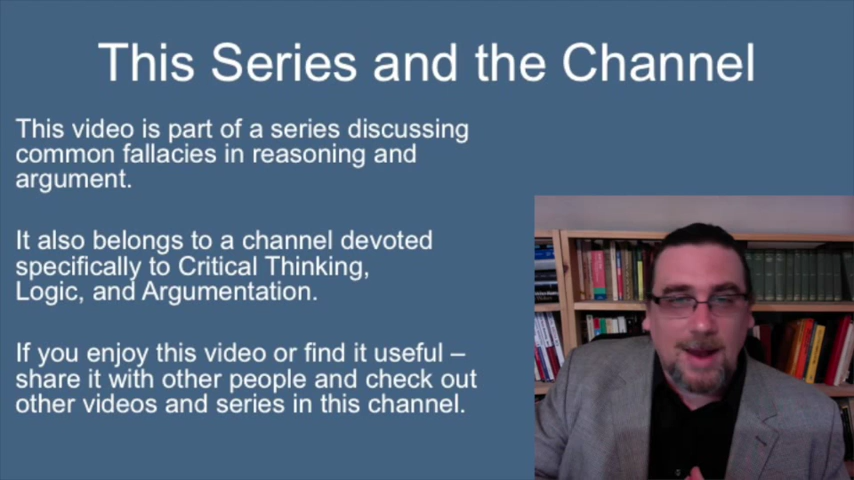 This Series and the Channel
This video is part of a series discussing
common fallacies in reasoning and
argument.
It also belongs to a channel devoted
specifically to Critical Thinking,
Logic, and Argumentation.
If you enjoy this video or find it useful –
share it with other people and check out
other videos and series in this channel.